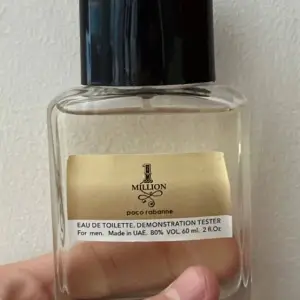 1
MILLION
paco rabanne
EAU DE TOILETTE. DEMONSTRATION TESTER
For men. Made in UAE. 80% VOL. 60 ml. 2 fl.Oz